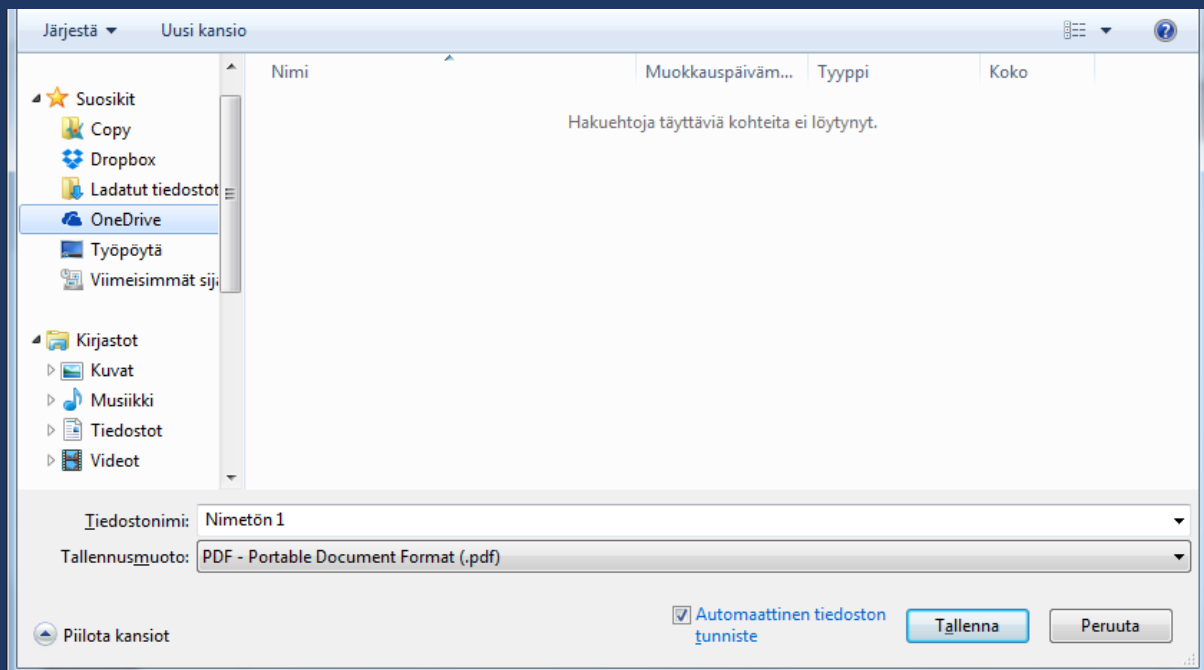 Järjestä Uusi kansio
Nimi Muokkauspäiväm... Tyyppi Koko
Hakuehtoja täyttäviä kohteita ei löytynyt.
Suosikit
Copy
Dropbox
Ladatut tiedostot
OneDrive
Työpöytä
Viimeisimmät sija
Kirjastot
Kuvat
Musiikki
Tiedostot
Videot
Tiedostonimi: Nimetön 1
Tallennusmuoto: PDF - Portable Document Format (.pdf)
Automaattinen tiedoston
tunniste
Tallenna Peruuta
Piilota kansiot